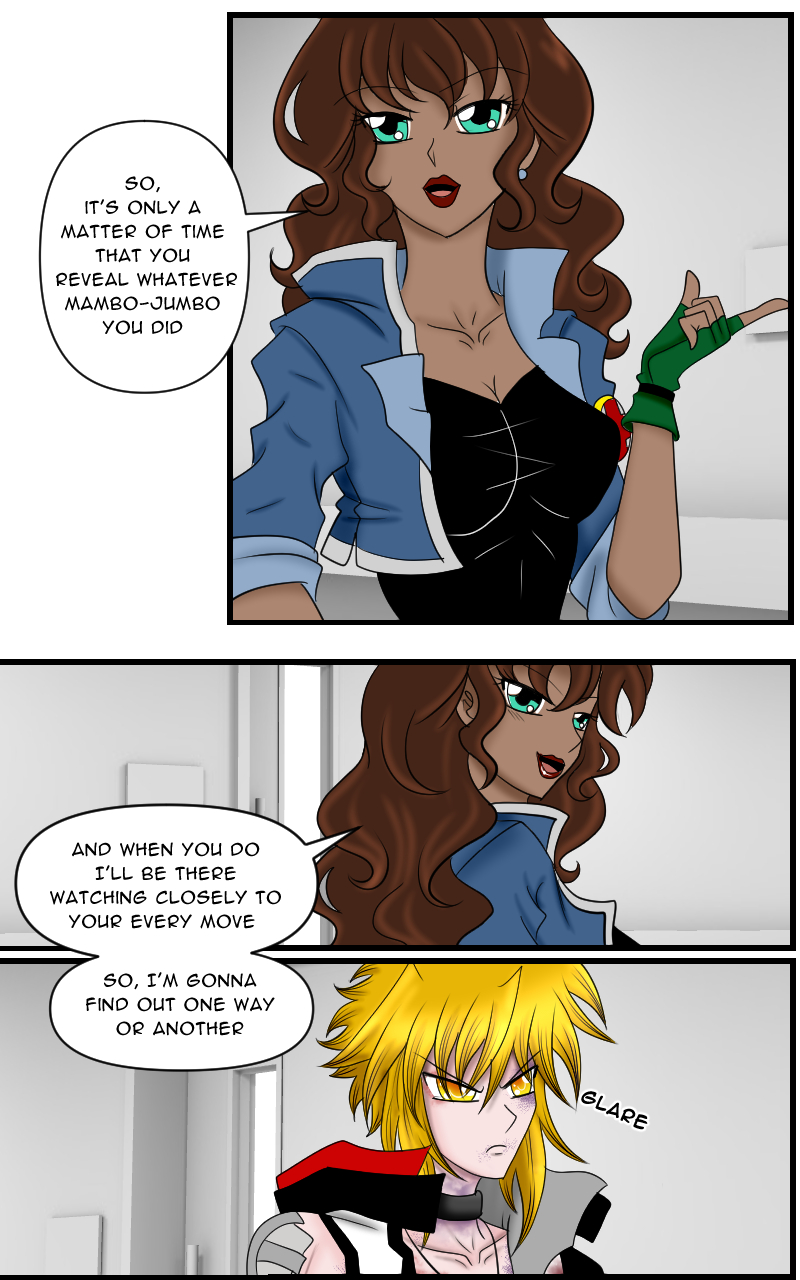 SO,
IT'S ONLY A
MATTER OF TIME
THAT YOU
REVEAL WHATEVER
MAMBO-JUMBO
YOU DID
AND WHEN YOU DO
I'LL BE THERE
WATCHING CLOSELY TO
YOUR EVERY MOVE
SO, I'M GONNA
FIND OUT ONE WAY
OR ANOTHER
GLARE